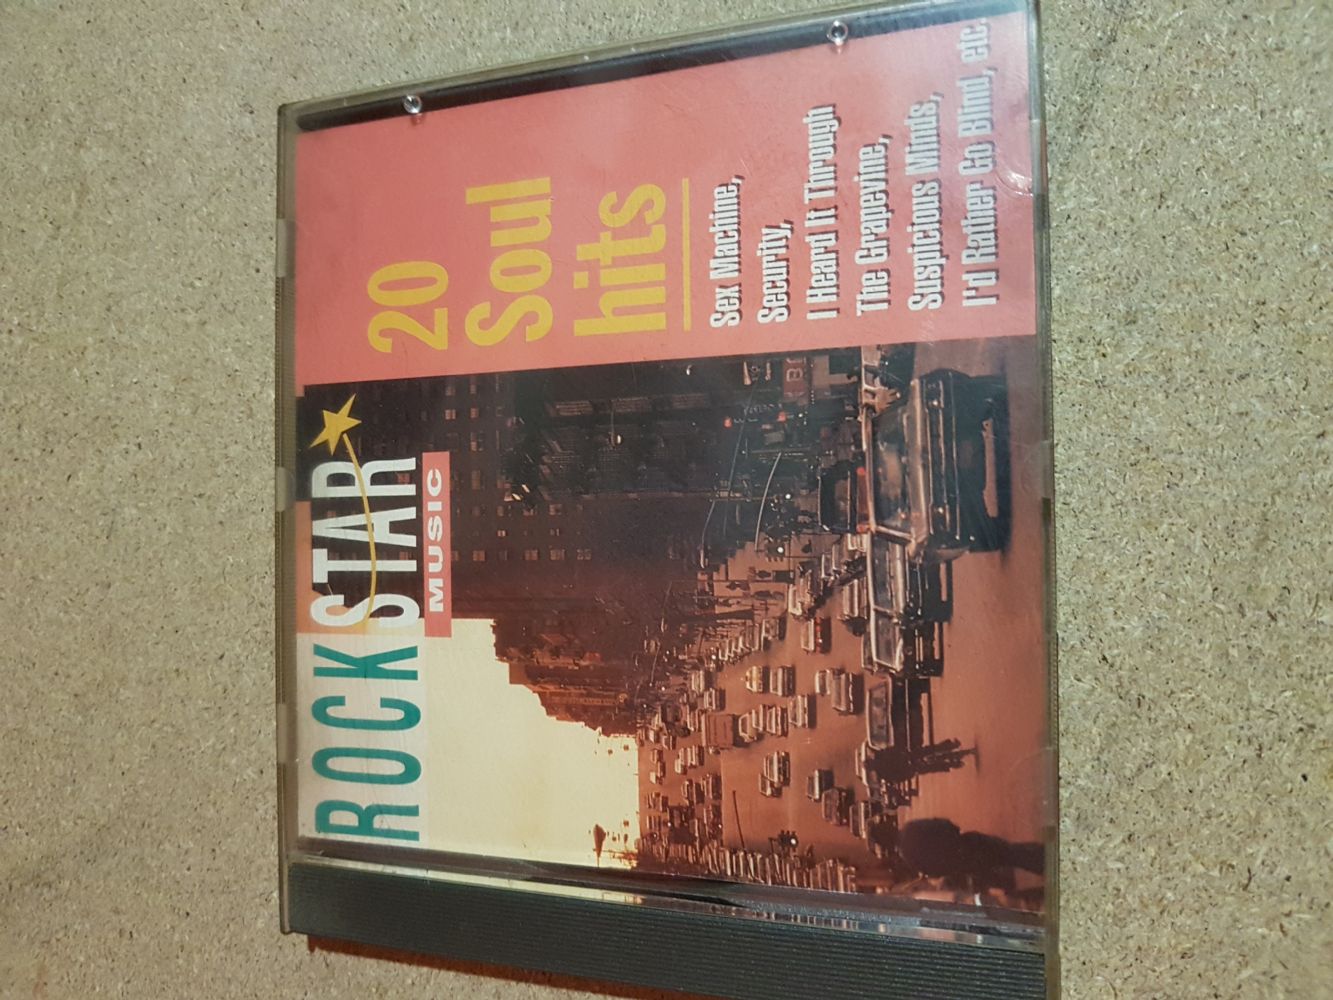 ROCK STAR
MUSIC
20
Soul
hits
Sex Machine,
Security,
I Heard It Through
The Grapevine,
Suspicious Minds,
I'd Rather Go Blind, etc.